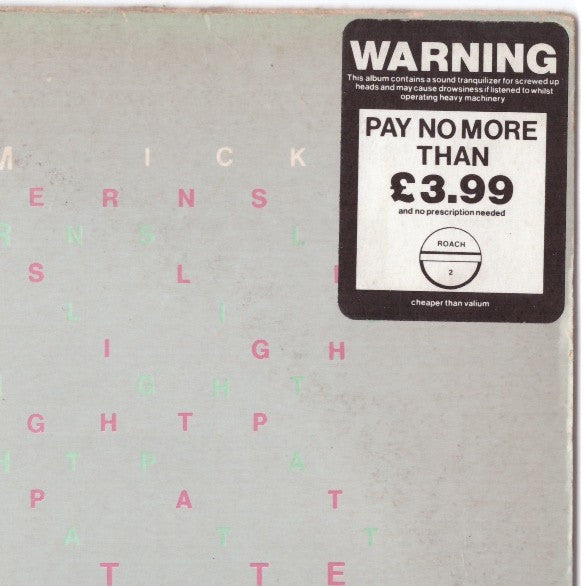 WARNING
This album contains a sound tranquilizer for screwed up
heads and may cause drowsiness if listened to whilst
operating heavy machinery
PAY NO MORE
THAN
£3.99
and no prescription needed
ROACH
2
cheaper than valium
M I C K
E R N S
R N S L
S L I
L I
I G H
G H T
G H T P
H T P A
P A T
A T T
T T E